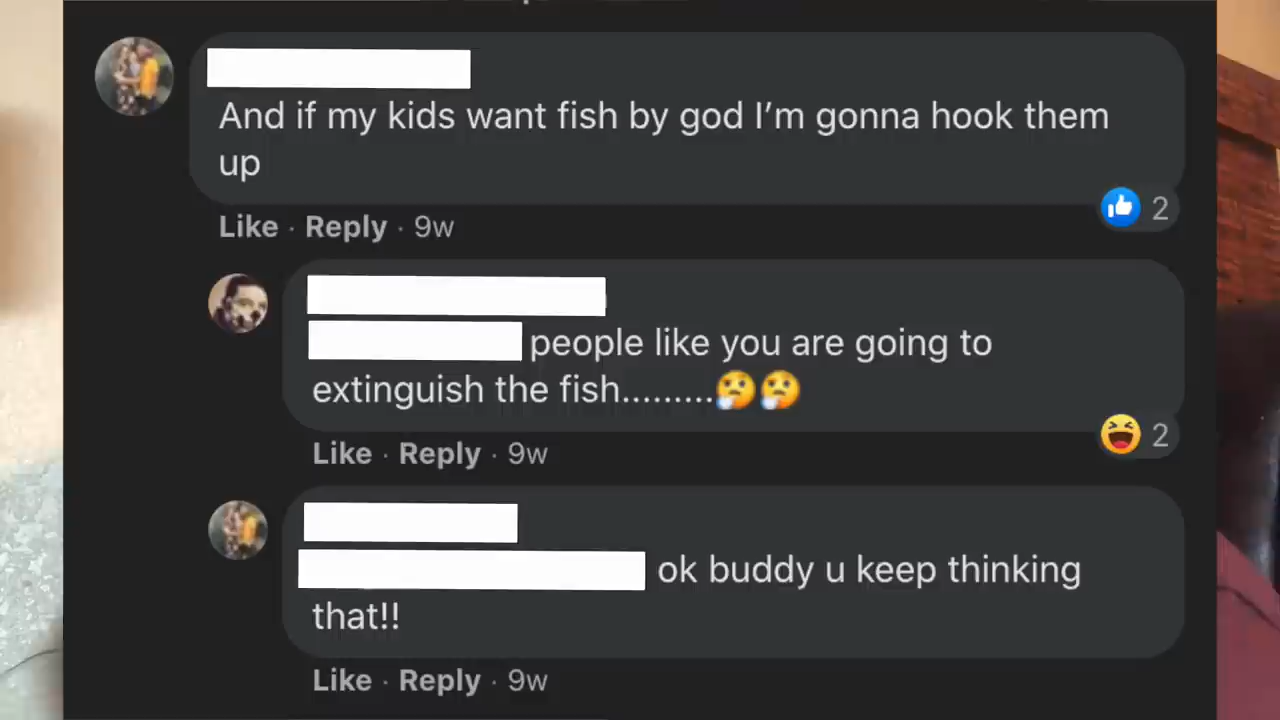 And if my kids want fish by god I’m gonna hook them
up
Like · Reply · 9w
2
people like you are going to
extinguish the fish.........🤔🤔
Like · Reply · 9w
2
ok buddy u keep thinking
that!!
Like · Reply · 9w